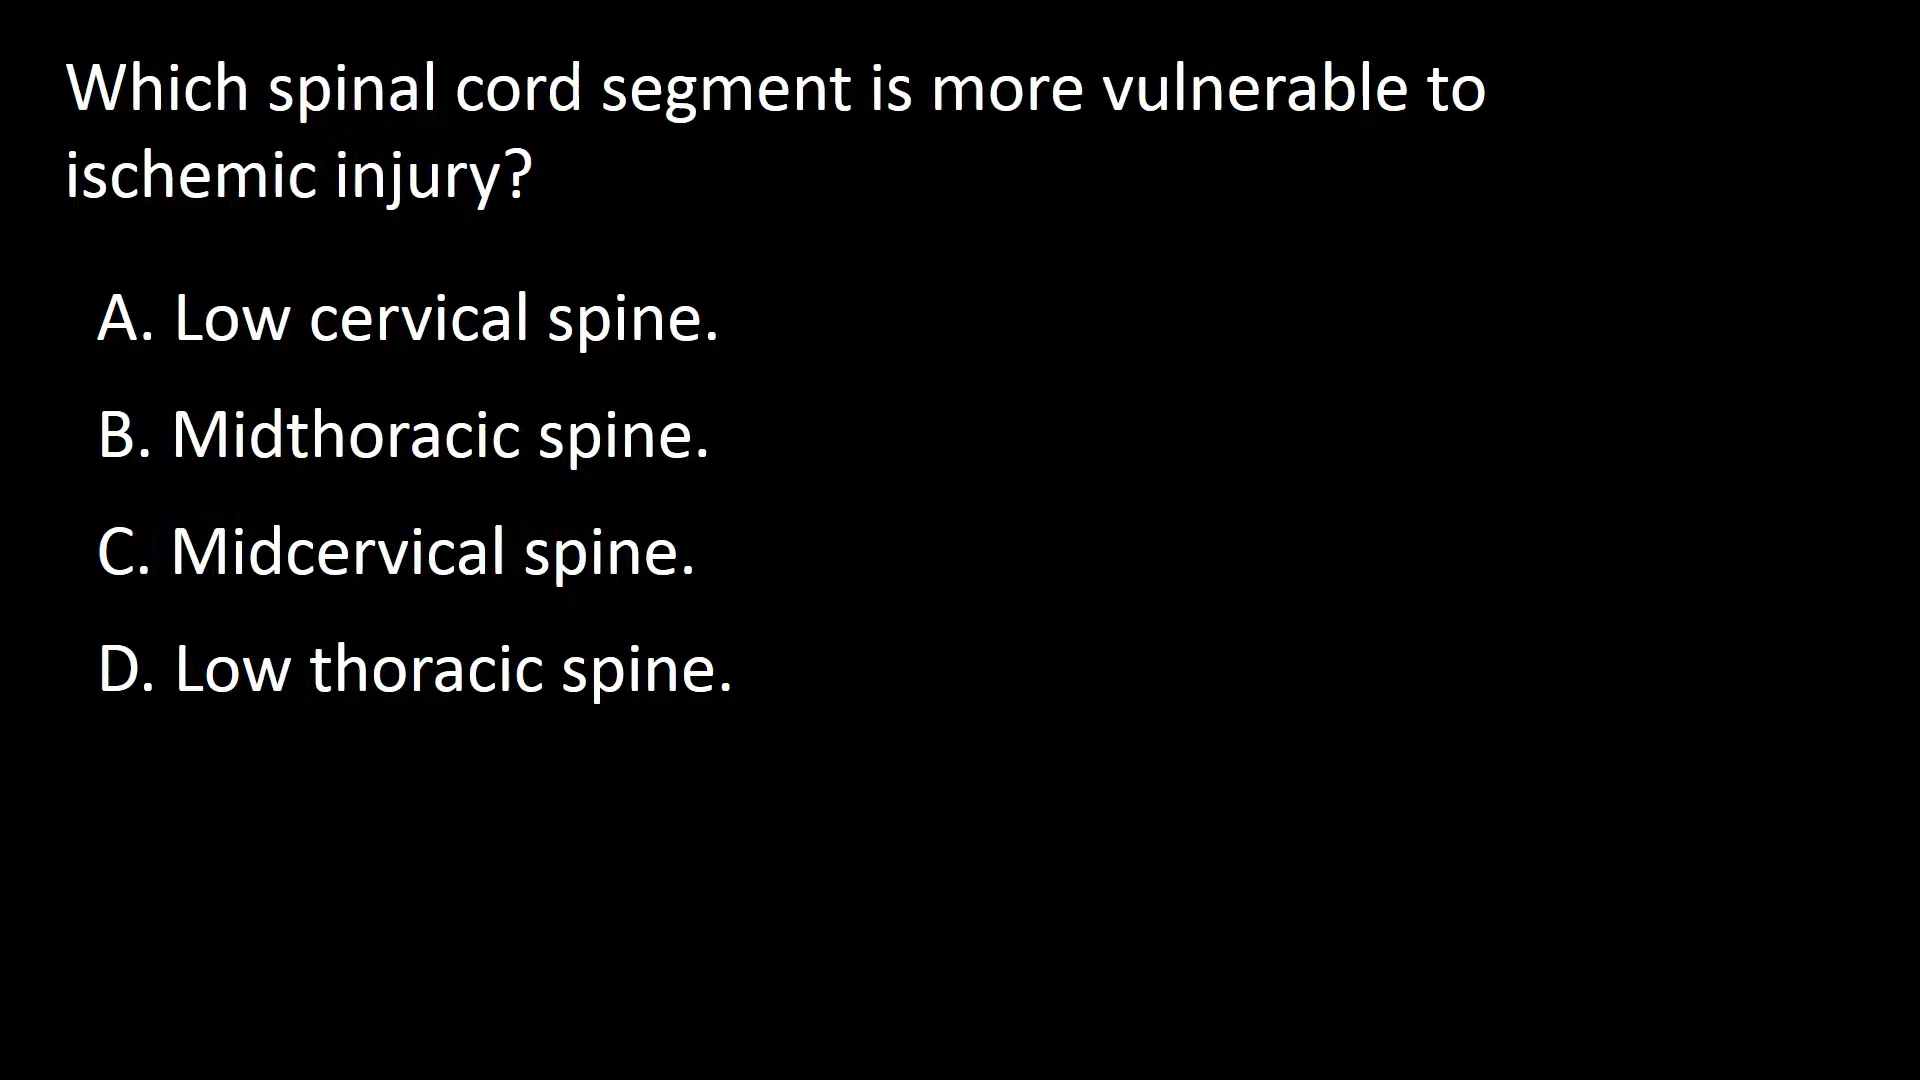 Which spinal cord segment is more vulnerable to
ischemic injury?
A. Low cervical spine.
B. Midthoracic spine.
C. Midcervical spine.
D. Low thoracic spine.